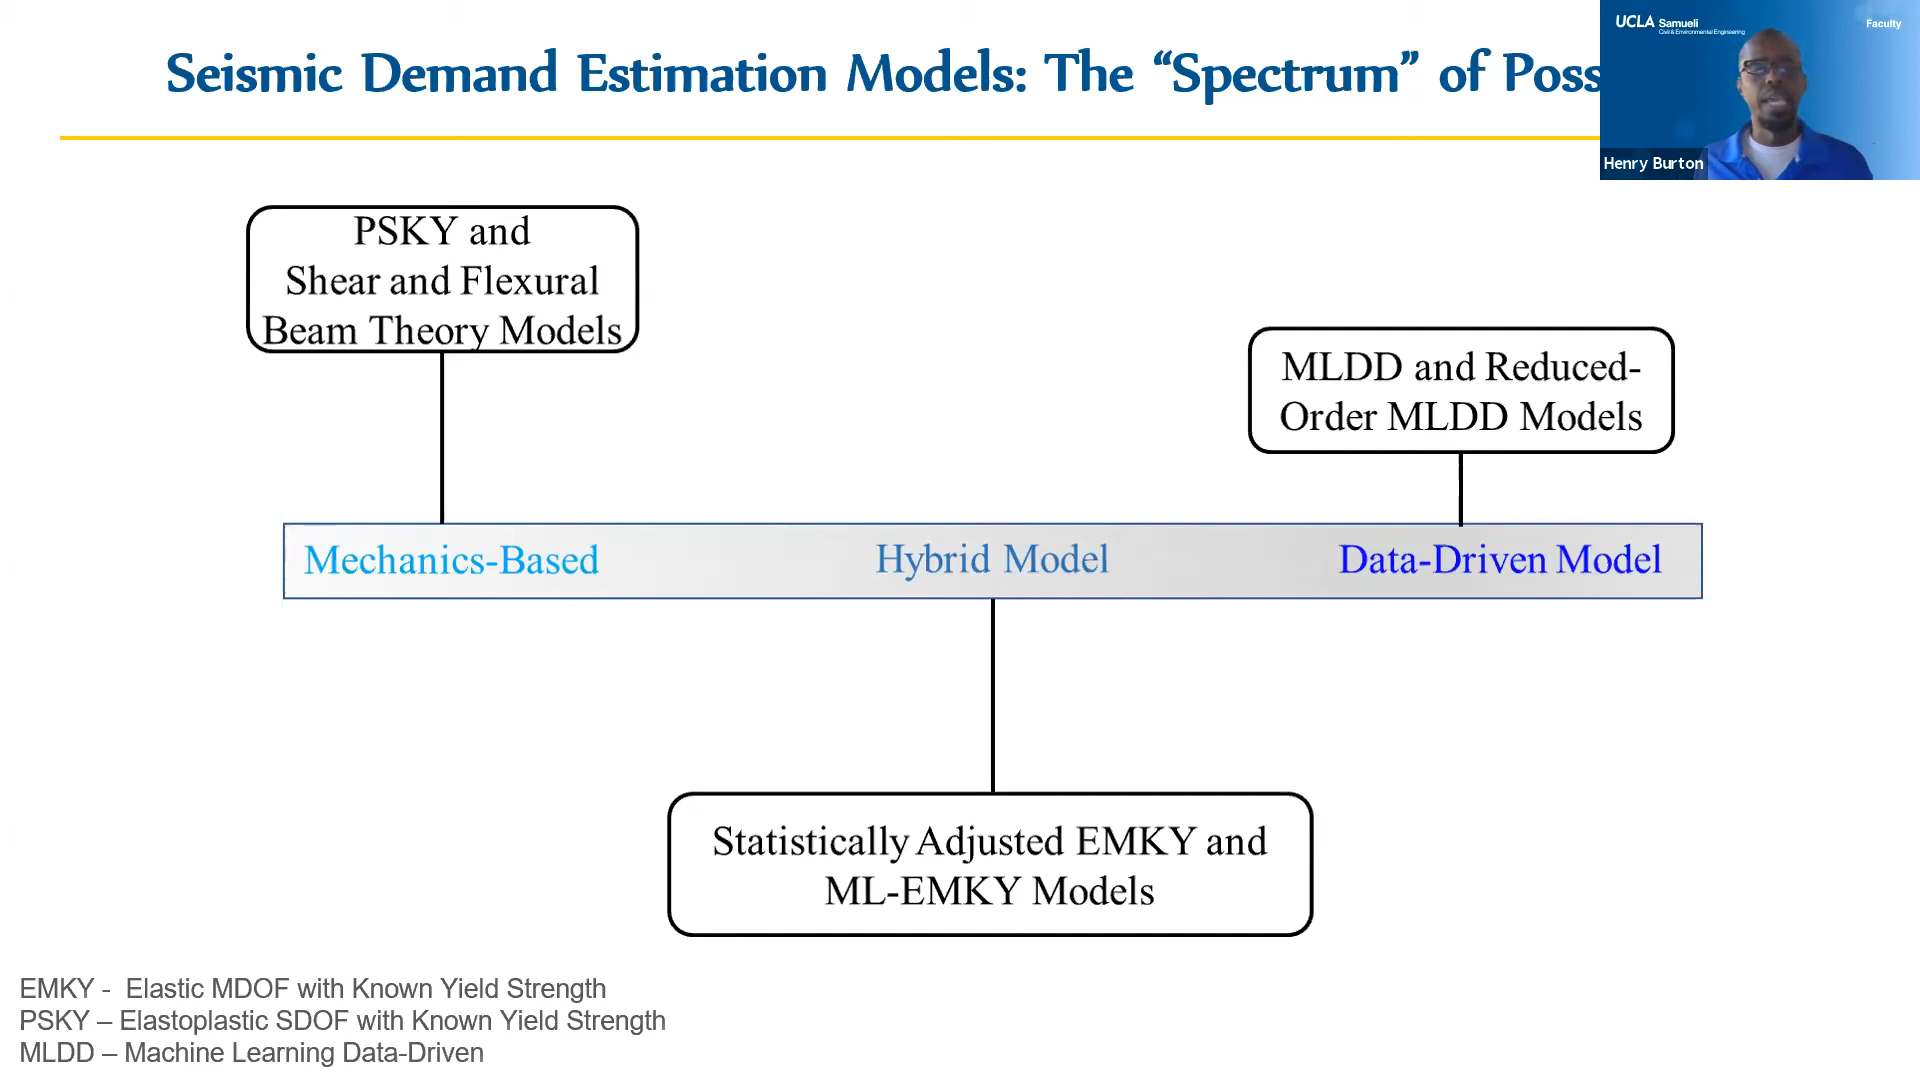 Seismic Demand Estimation Models: The “Spectrum” of Poss
UCLA Samueli
Civil & Environmental Engineering
Faculty
Henry Burton
PSKY and
Shear and Flexural
Beam Theory Models
MLDD and Reduced-
Order MLDD Models
Mechanics-Based
Hybrid Model
Data-Driven Model
Statistically Adjusted EMKY and
ML-EMKY Models
EMKY - Elastic MDOF with Known Yield Strength
PSKY – Elastoplastic SDOF with Known Yield Strength
MLDD – Machine Learning Data-Driven